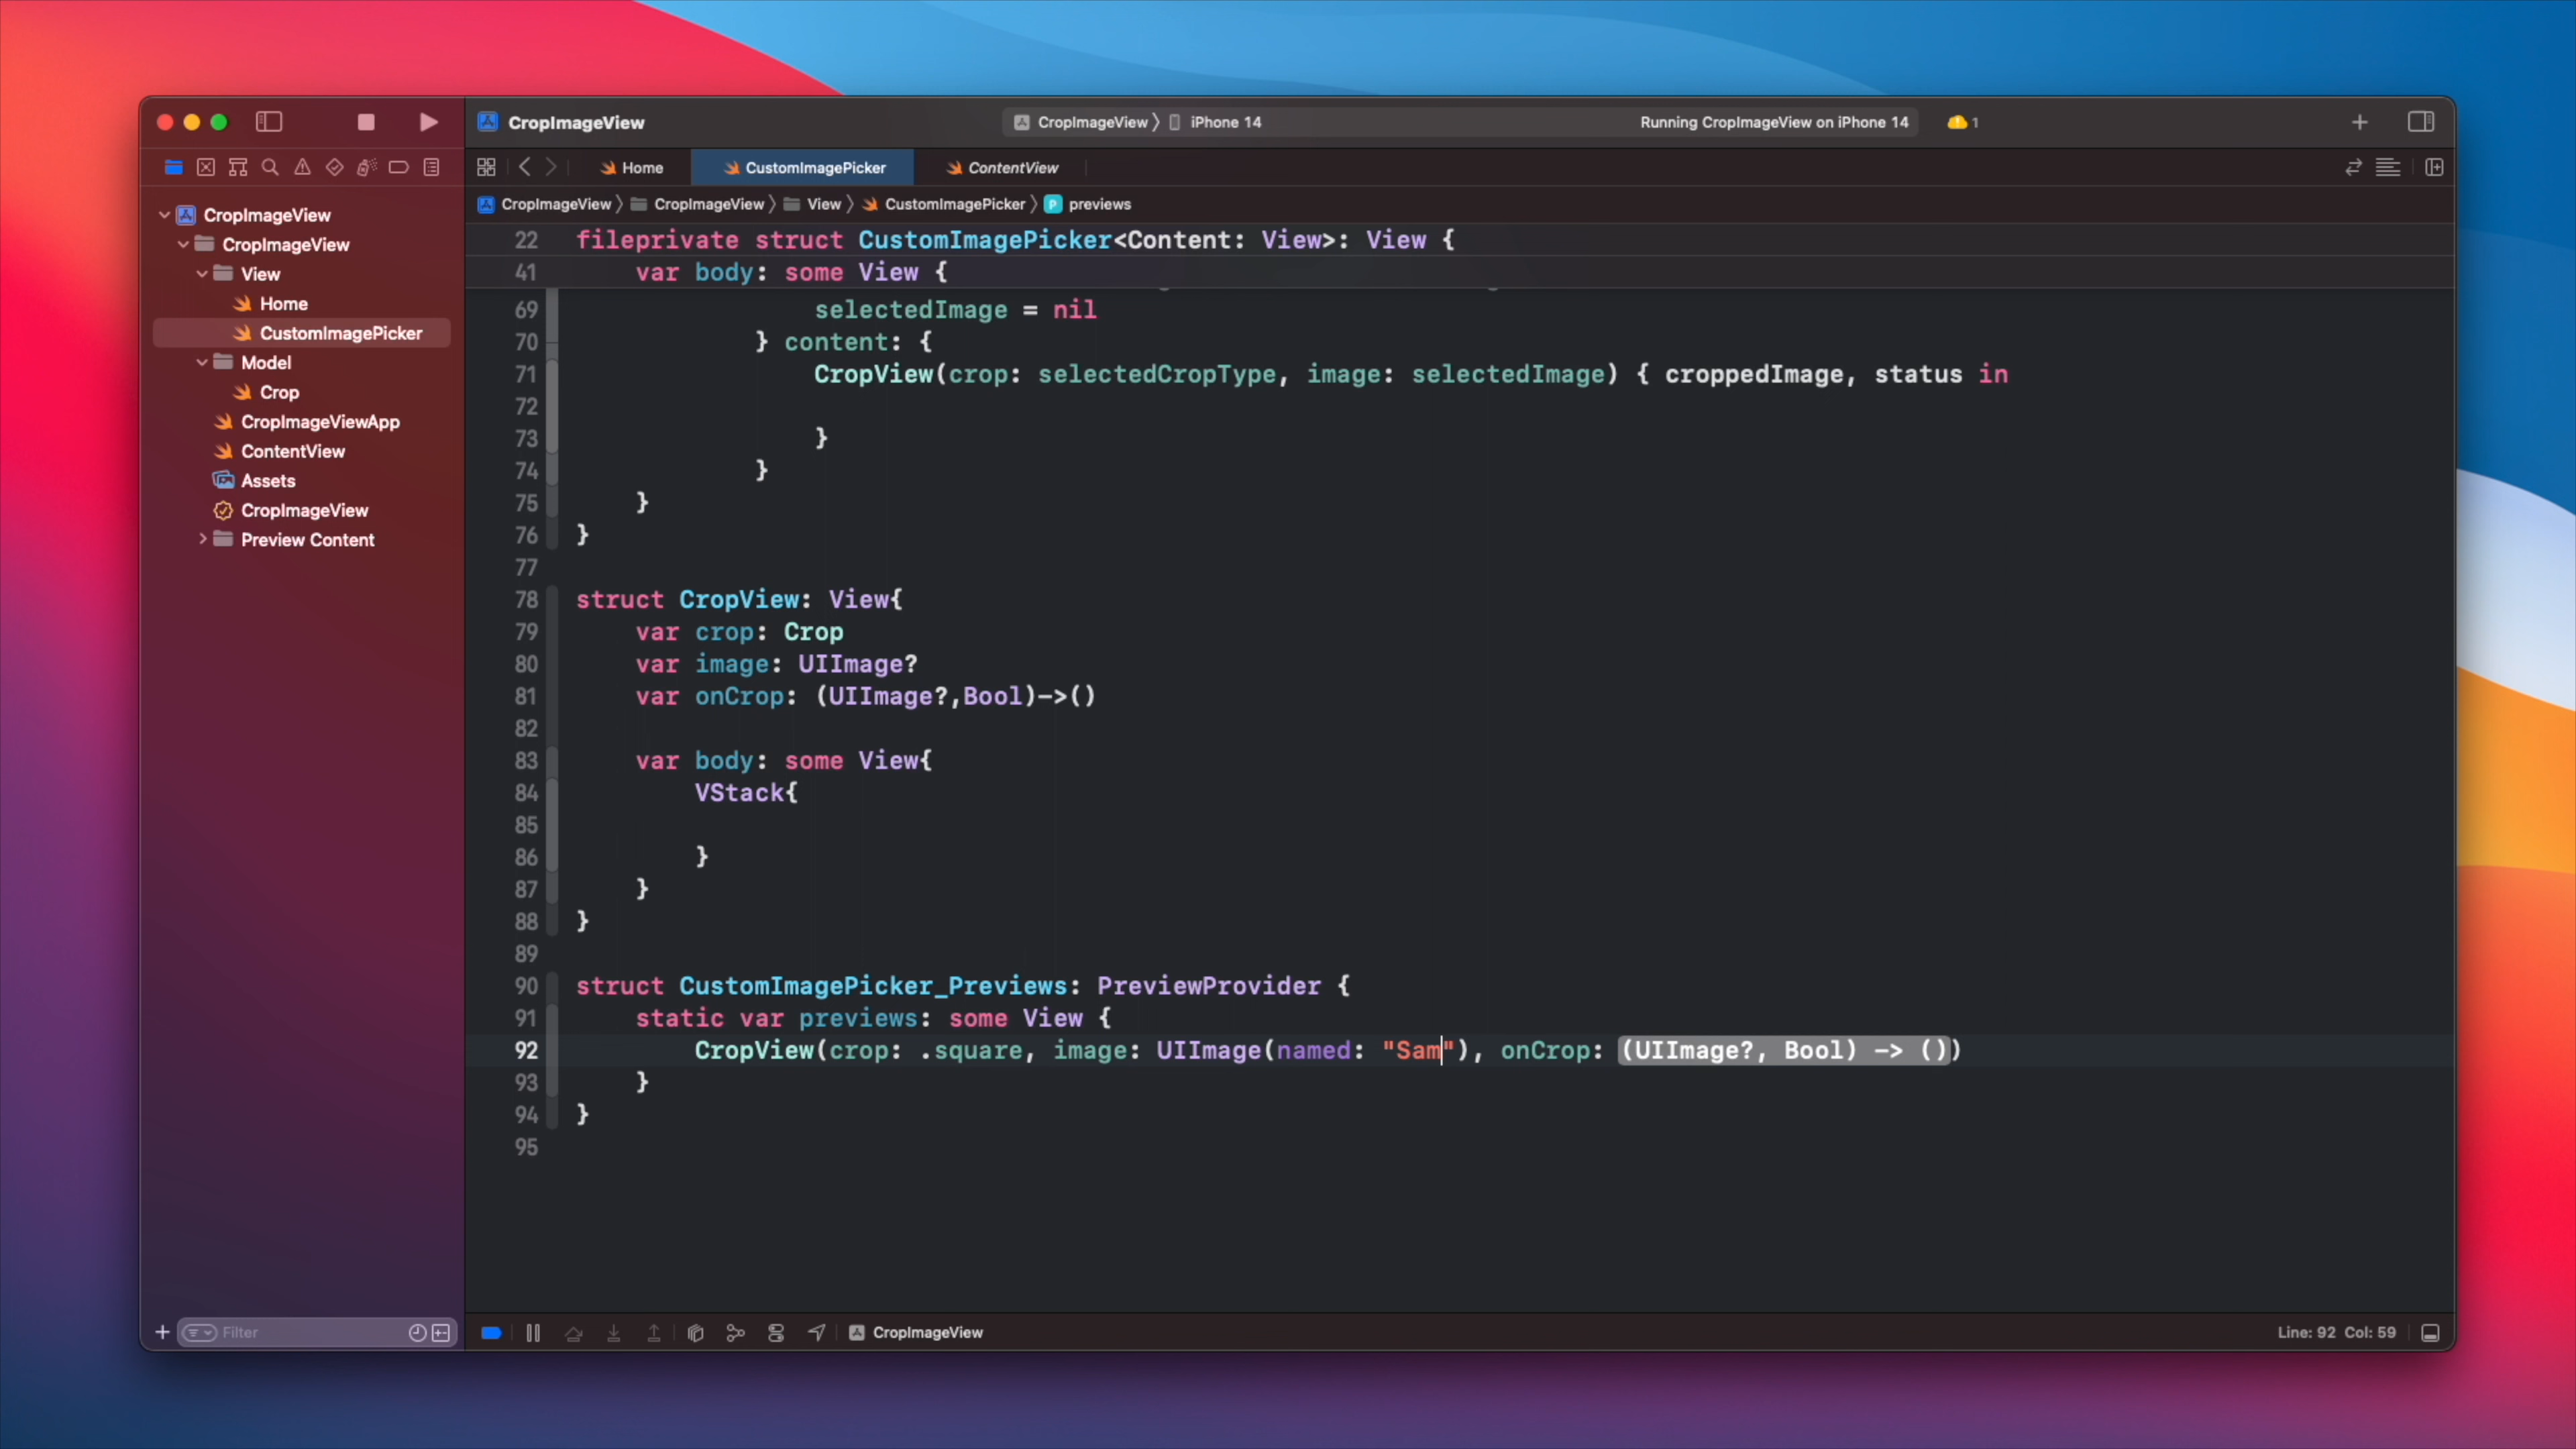 CropImageView
CropImageView
iPhone 14
Running CropImageView on iPhone 14
1
Home
CustomImagePicker
ContentView
CropImageView
CropImageView
View
CustomImagePicker
P
previews
CropImageView
CropImageView
View
Home
CustomImagePicker
Model
Crop
CropImageViewApp
ContentView
Assets
CropImageView
Preview Content
22 fileprivate struct CustomImagePicker<Content: View>: View {
41 var body: some View {
69 selectedImage = nil
70 } content: {
71 CropView(crop: selectedCropType, image: selectedImage) { croppedImage, status in
72
73 }
74 }
75 }
76 }
77
78 struct CropView: View{
79 var crop: Crop
80 var image: UIImage?
81 var onCrop: (UIImage?,Bool)->()
82
83 var body: some View{
84 VStack{
85
86 }
87 }
88 }
89
90 struct CustomImagePicker_Previews: PreviewProvider {
91 static var previews: some View {
92 CropView(crop: .square, image: UIImage(named: "Sam"), onCrop: (UIImage?, Bool) -> ())
93 }
94 }
95
Filter
CropImageView
Line: 92 Col: 59